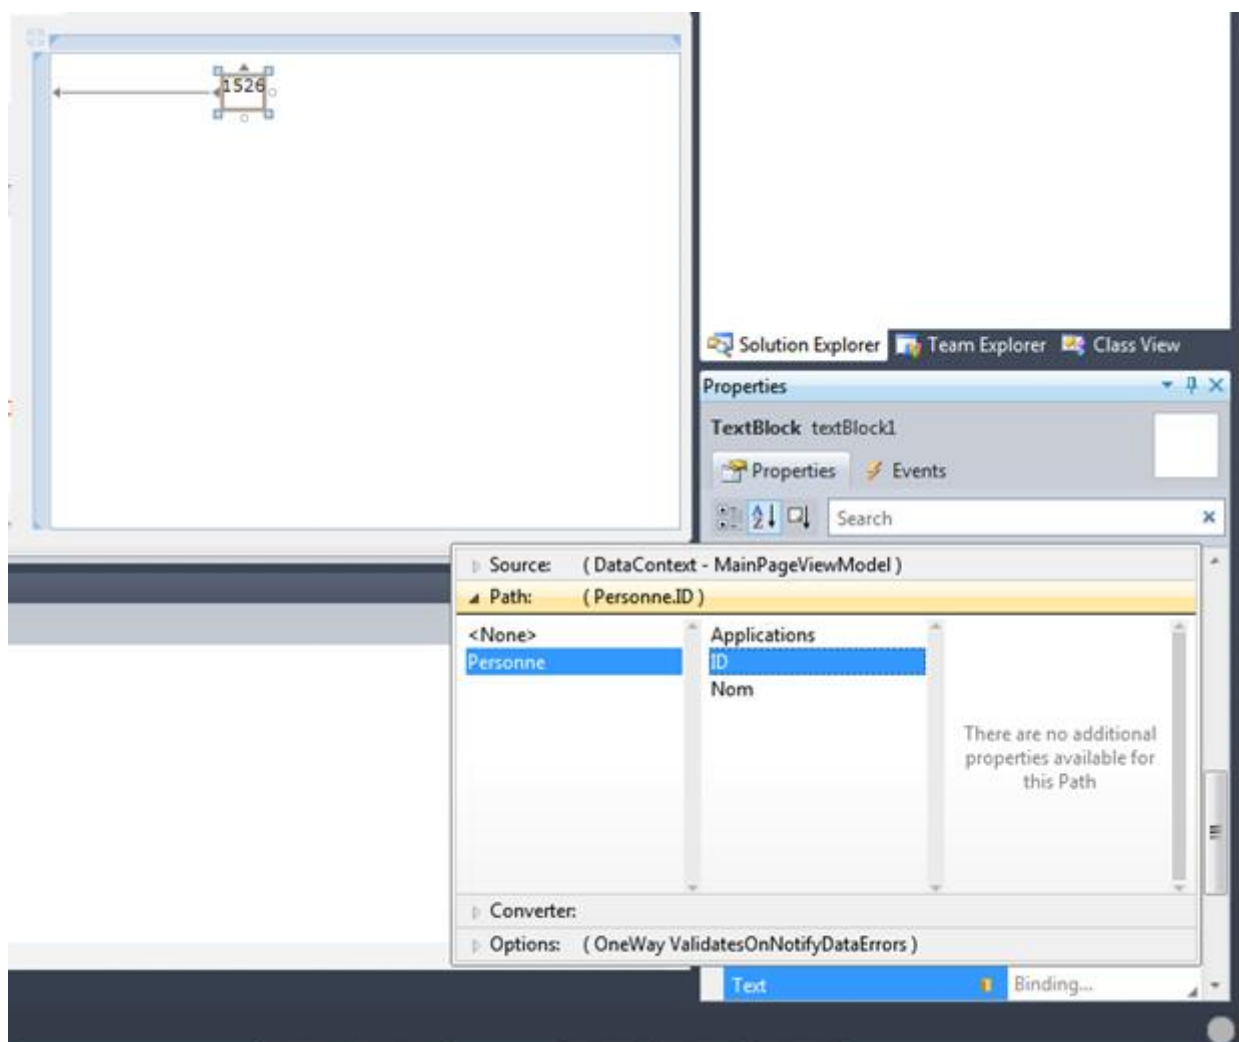 1526
Solution Explorer Team Explorer Class View
Properties
TextBlock textBlock1
Properties Events
Search
Source: ( DataContext - MainPageViewModel )
Path: ( Personne.ID )
<None>
Personne
Applications
ID
Nom
There are no additional
properties available for
this Path
Converter:
Options: ( OneWay ValidatesOnNotifyDataErrors )
Text Binding...